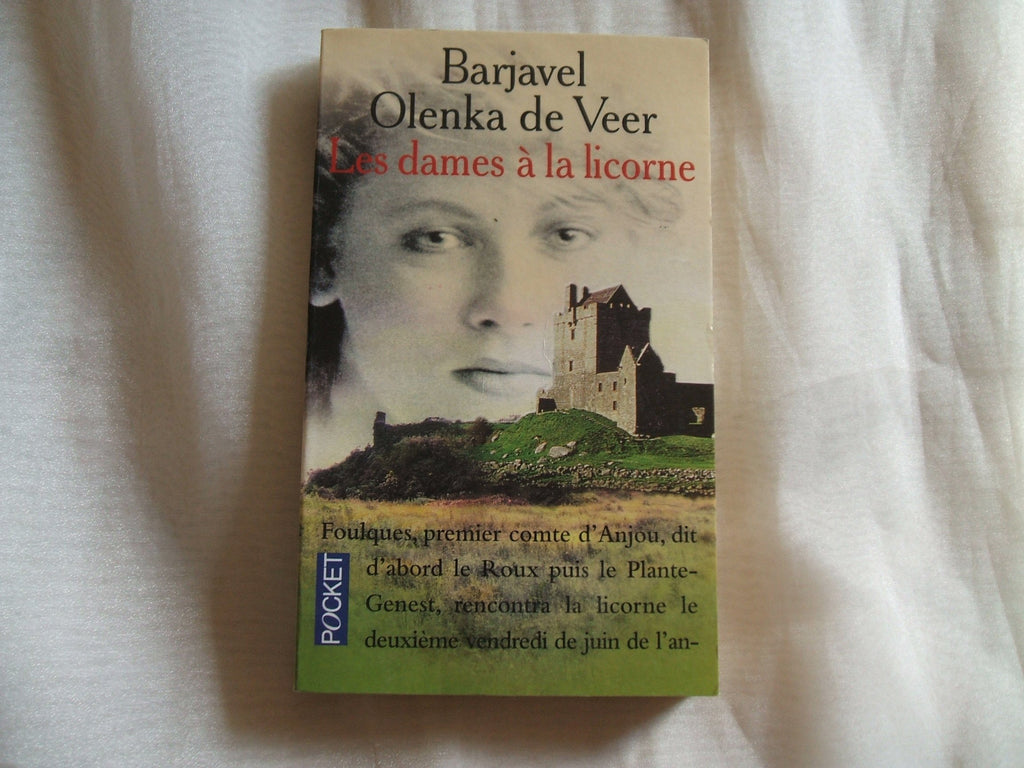 Barjavel
Olenka de Veer
Les dames à la licorne
Foulques, premier comte d'Anjou, dit
d'abord le Roux puis le Plante-
Genest, rencontra la licorne le
deuxième vendredi de juin de l'an-
POCKET